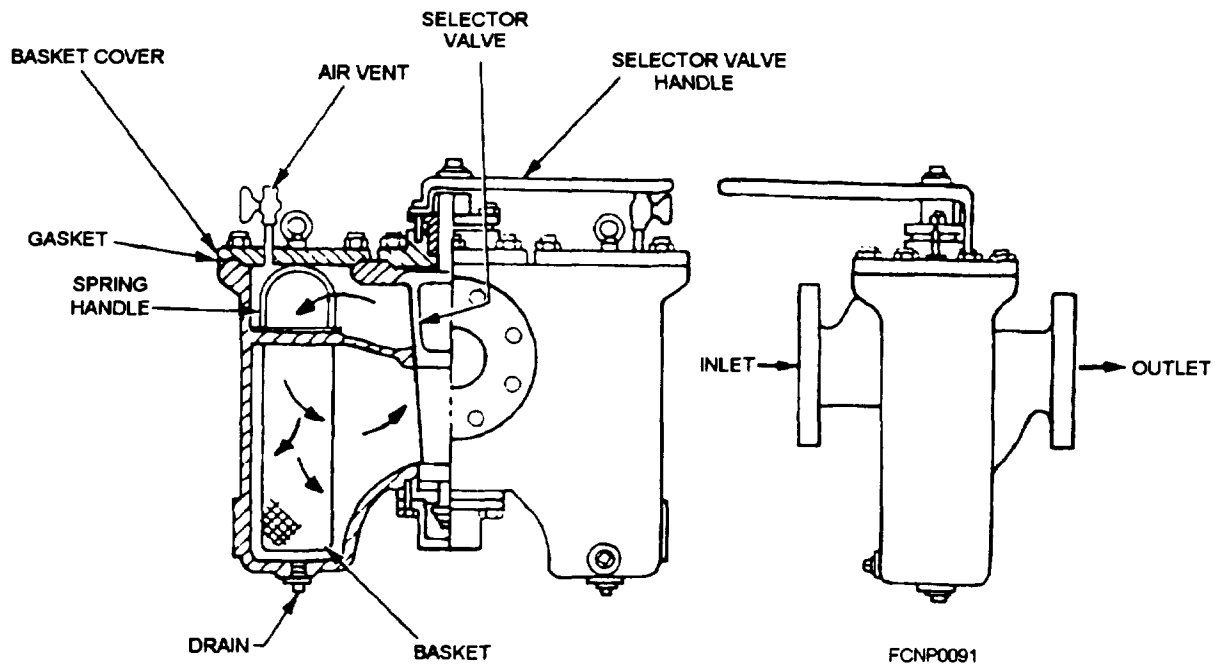 SELECTOR
VALVE
BASKET COVER
AIR VENT
SELECTOR VALVE
HANDLE
GASKET
SPRING
HANDLE
INLET
OUTLET
DRAIN
BASKET
FCNP0091